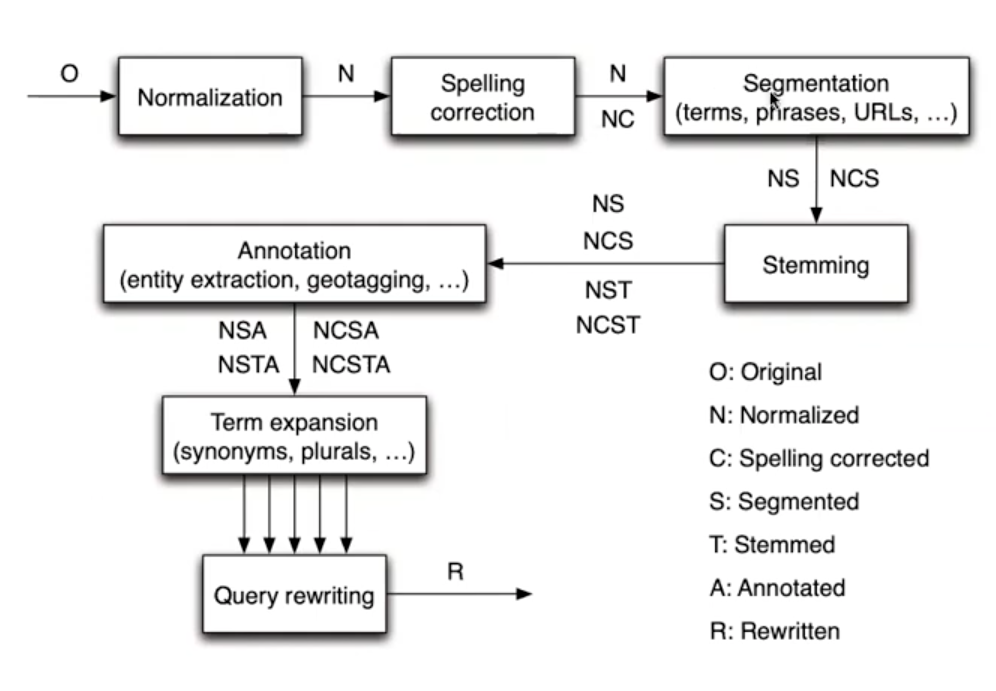 O
Normalization
N
Spelling
correction
N
NC
Segmentation
(terms, phrases, URLs, …)
NS
NCS
Stemming
NS
NCS
NST
NCST
Annotation
(entity extraction, geotagging, …)
NSA
NCSA
NSTA
NCSTA
Term expansion
(synonyms, plurals, …)
Query rewriting
R
O: Original
N: Normalized
C: Spelling corrected
S: Segmented
T: Stemmed
A: Annotated
R: Rewritten